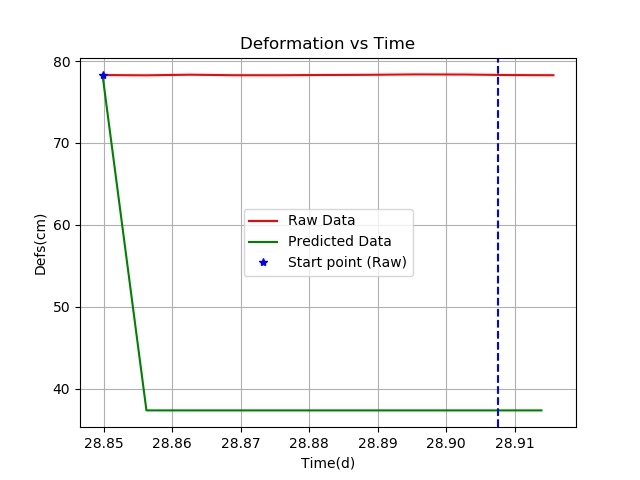 Deformation vs Time
80
70
60
50
40
Defs(cm)
Raw Data
Predicted Data
Start point (Raw)
28.85 28.86 28.87 28.88 28.89 28.90 28.91
Time(d)